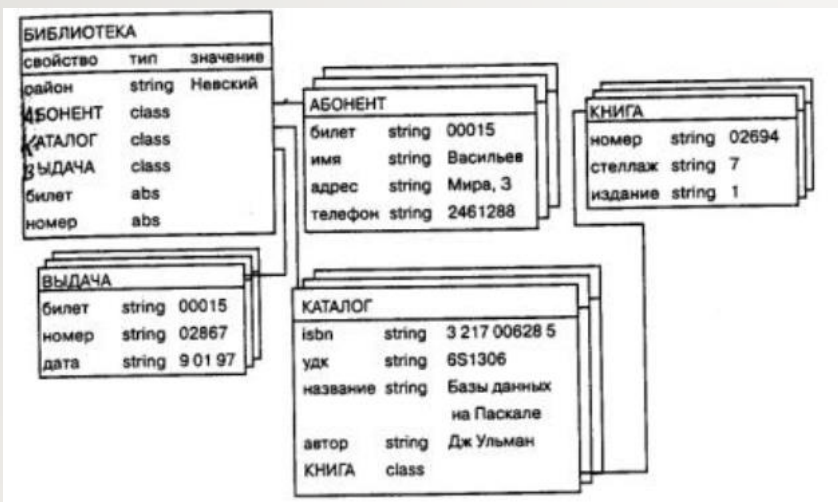 БИБЛИОТЕКА
свойство тип значение
район string Невский
АБОНЕНТ class
КАТАЛОГ class
ВЫДАЧА class
билет abs
номер abs
АБОНЕНТ
билет string 00015
имя string Васильев
адрес string Мира, 3
телефон string 2461288
КНИГА
номер string 02694
стеллаж string 7
издание string 1
ВЫДАЧА
билет string 00015
номер string 02867
дата string 9 01 97
КАТАЛОГ
isbn string 3 217 00628 5
удк string 6S1306
название string Базы данных
на Паскале
автор string Дж Ульман
КНИГА class